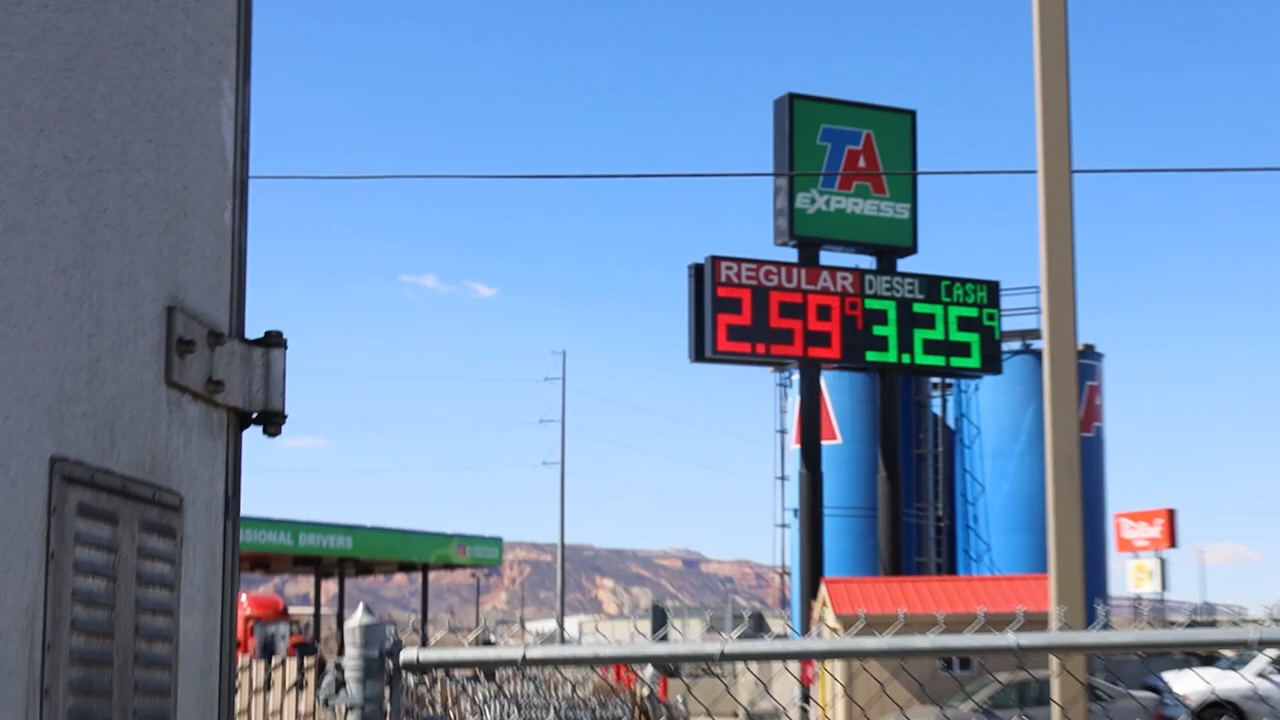 TA
EXPRESS
REGULAR DIESEL CASH
2.59⁹ 3.25⁹
A
A
SIONAL DRIVERS